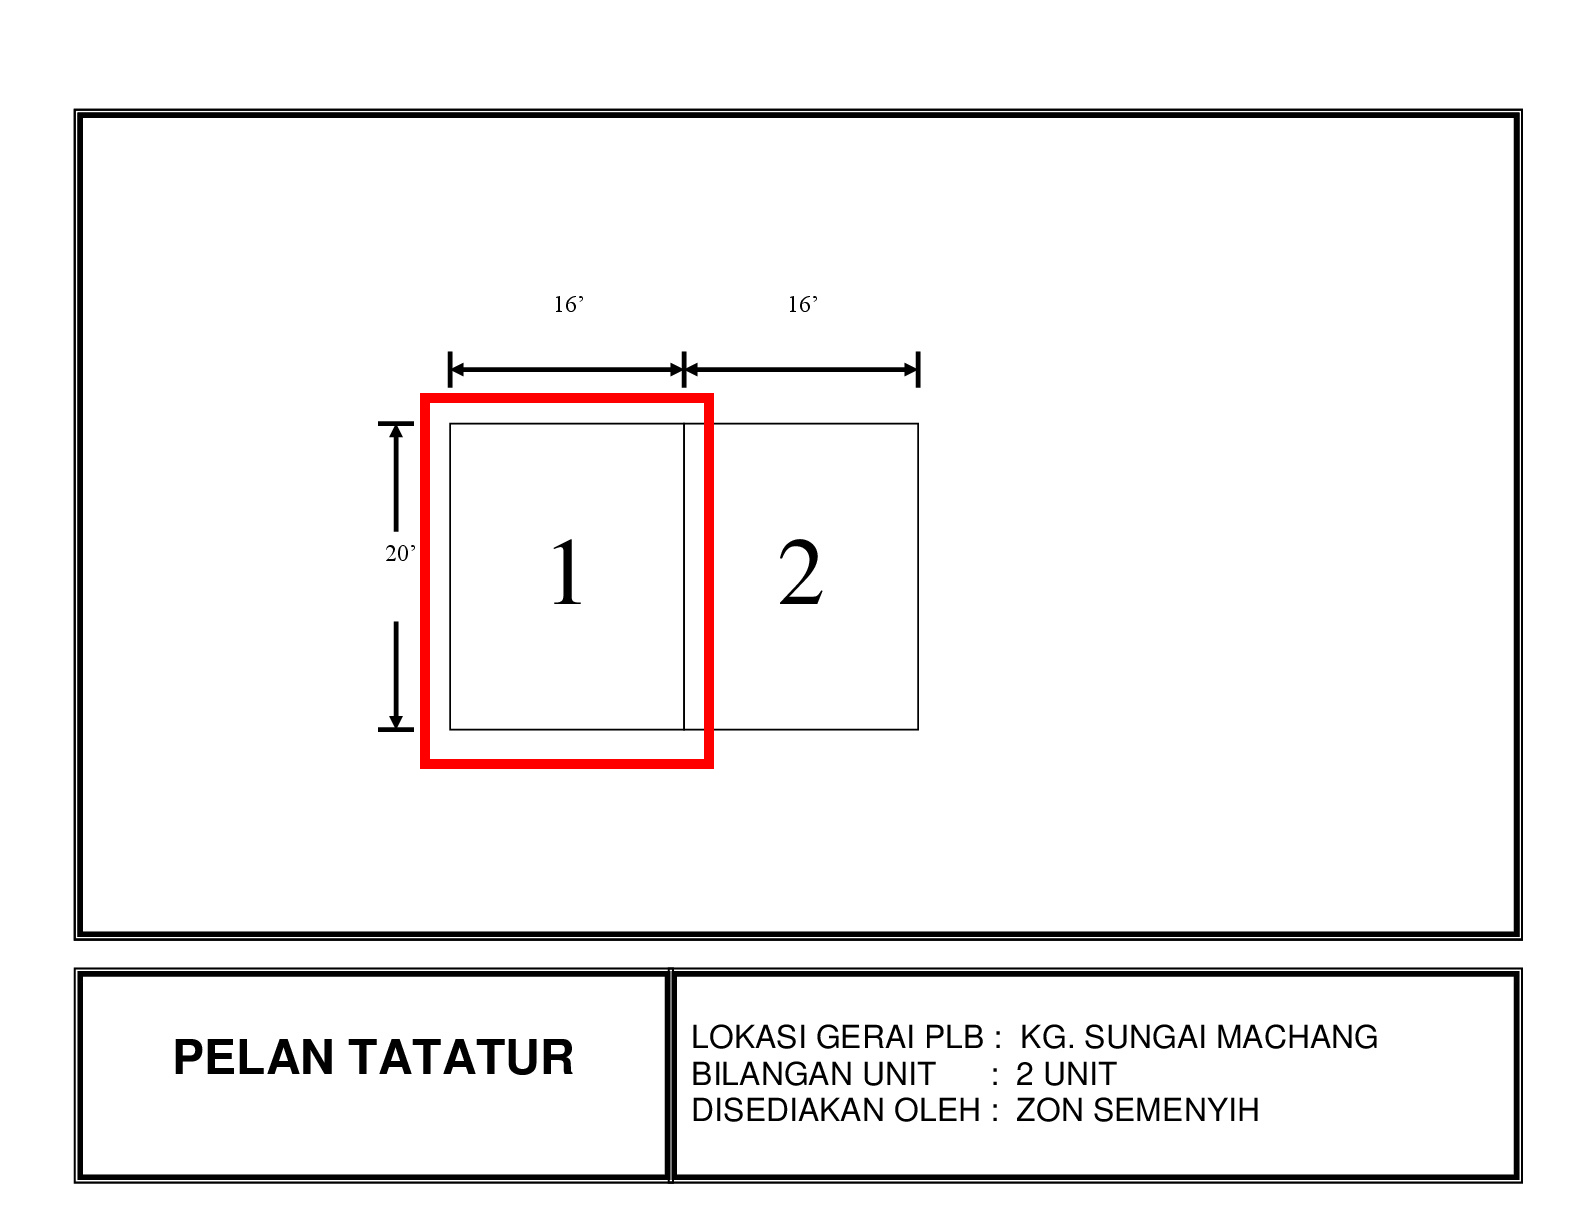 16’ 16’
20’
1 2
PELAN TATATUR
LOKASI GERAI PLB : KG. SUNGAI MACHANG
BILANGAN UNIT : 2 UNIT
DISEDIAKAN OLEH : ZON SEMENYIH